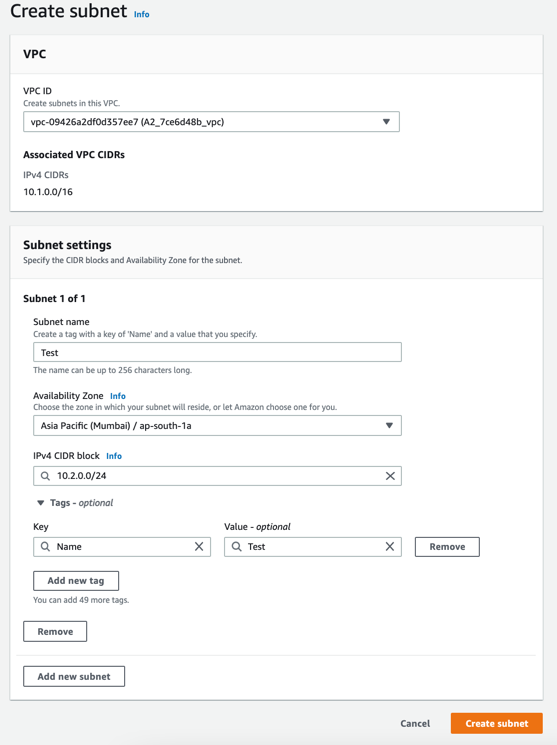 Create subnet Info
VPC
VPC ID
Create subnets in this VPC.
vpc-09426a2df0d357ee7 (A2_7ce6d48b_vpc)
Associated VPC CIDRs
IPv4 CIDRs
10.1.0.0/16
Subnet settings
Specify the CIDR blocks and Availability Zone for the subnet.
Subnet 1 of 1
Subnet name
Create a tag with a key of 'Name' and a value that you specify.
Test
The name can be up to 256 characters long.
Availability Zone Info
Choose the zone in which your subnet will reside, or let Amazon choose one for you.
Asia Pacific (Mumbai) / ap-south-1a
IPv4 CIDR block Info
10.2.0.0/24
Tags - optional
Key Value - optional
Name Test Remove
Add new tag
You can add 49 more tags.
Remove
Add new subnet
Cancel Create subnet